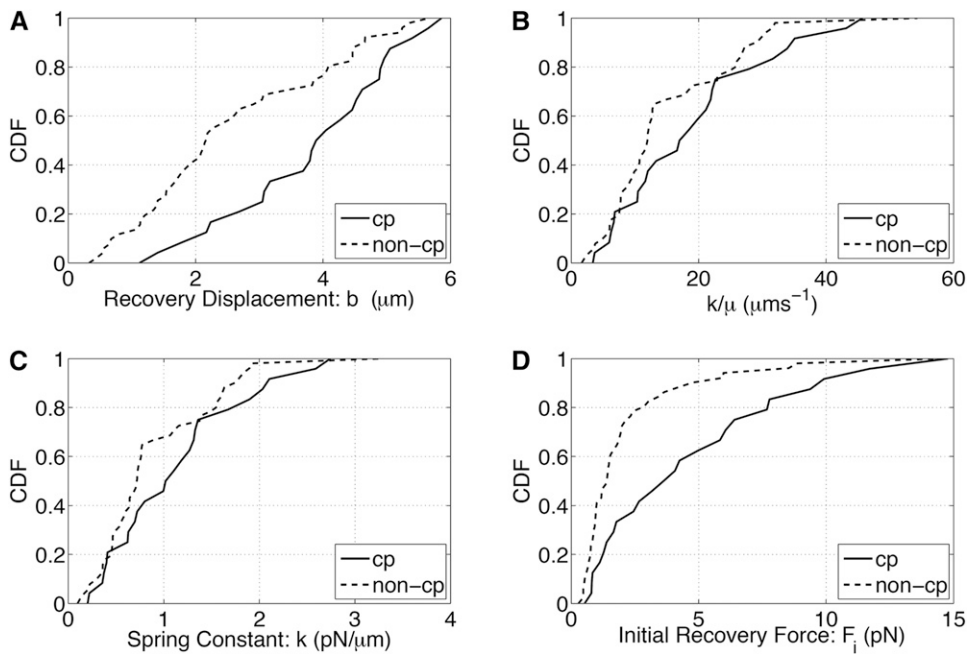 A
CDF
1
0.8
0.6
0.4
0.2
0
0 2 4 6
cp
non−cp
Recovery Displacement: b (μm)
B
CDF
1
0.8
0.6
0.4
0.2
0
0 20 40 60
cp
non−cp
k/μ (μms⁻¹)
C
CDF
1
0.8
0.6
0.4
0.2
0
0 1 2 3 4
cp
non−cp
Spring Constant: k (pN/μm)
D
CDF
1
0.8
0.6
0.4
0.2
0
0 5 10 15
cp
non−cp
Initial Recovery Force: Fᵢ (pN)